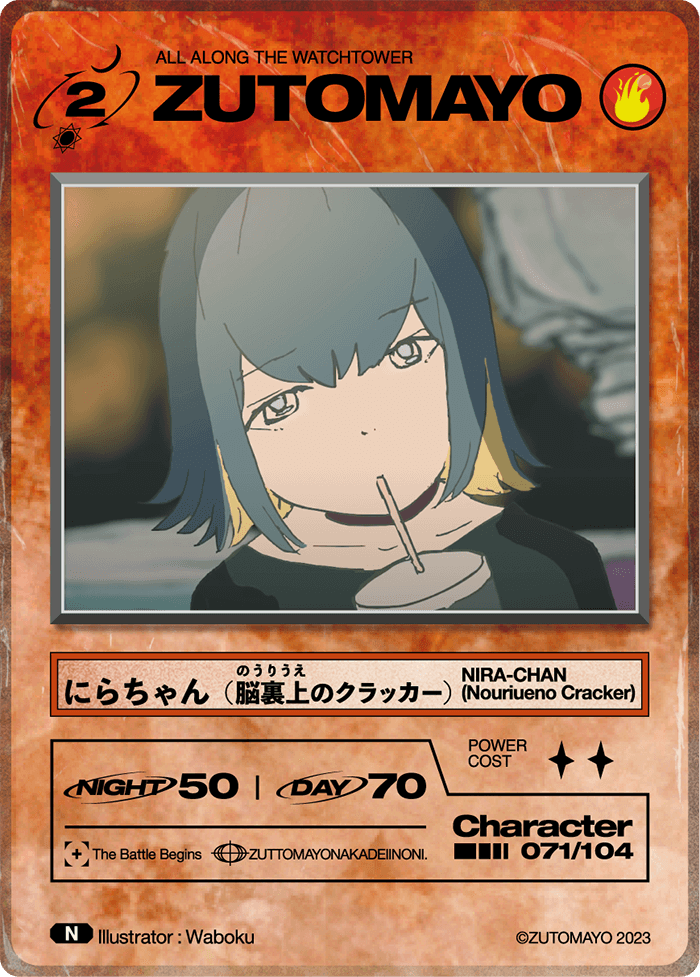 ALL ALONG THE WATCHTOWER
2 ZUTOMAYO
のうりうえ
にらちゃん（脳裏上のクラッカー） NIRA-CHAN
(Nouriueno Cracker)
POWER
COST
NIGHT 50 | DAY 70
Character
071/104
The Battle Begins ZUTTOMAYONAKADEIINONI.
N Illustrator : Waboku
©ZUTOMAYO 2023